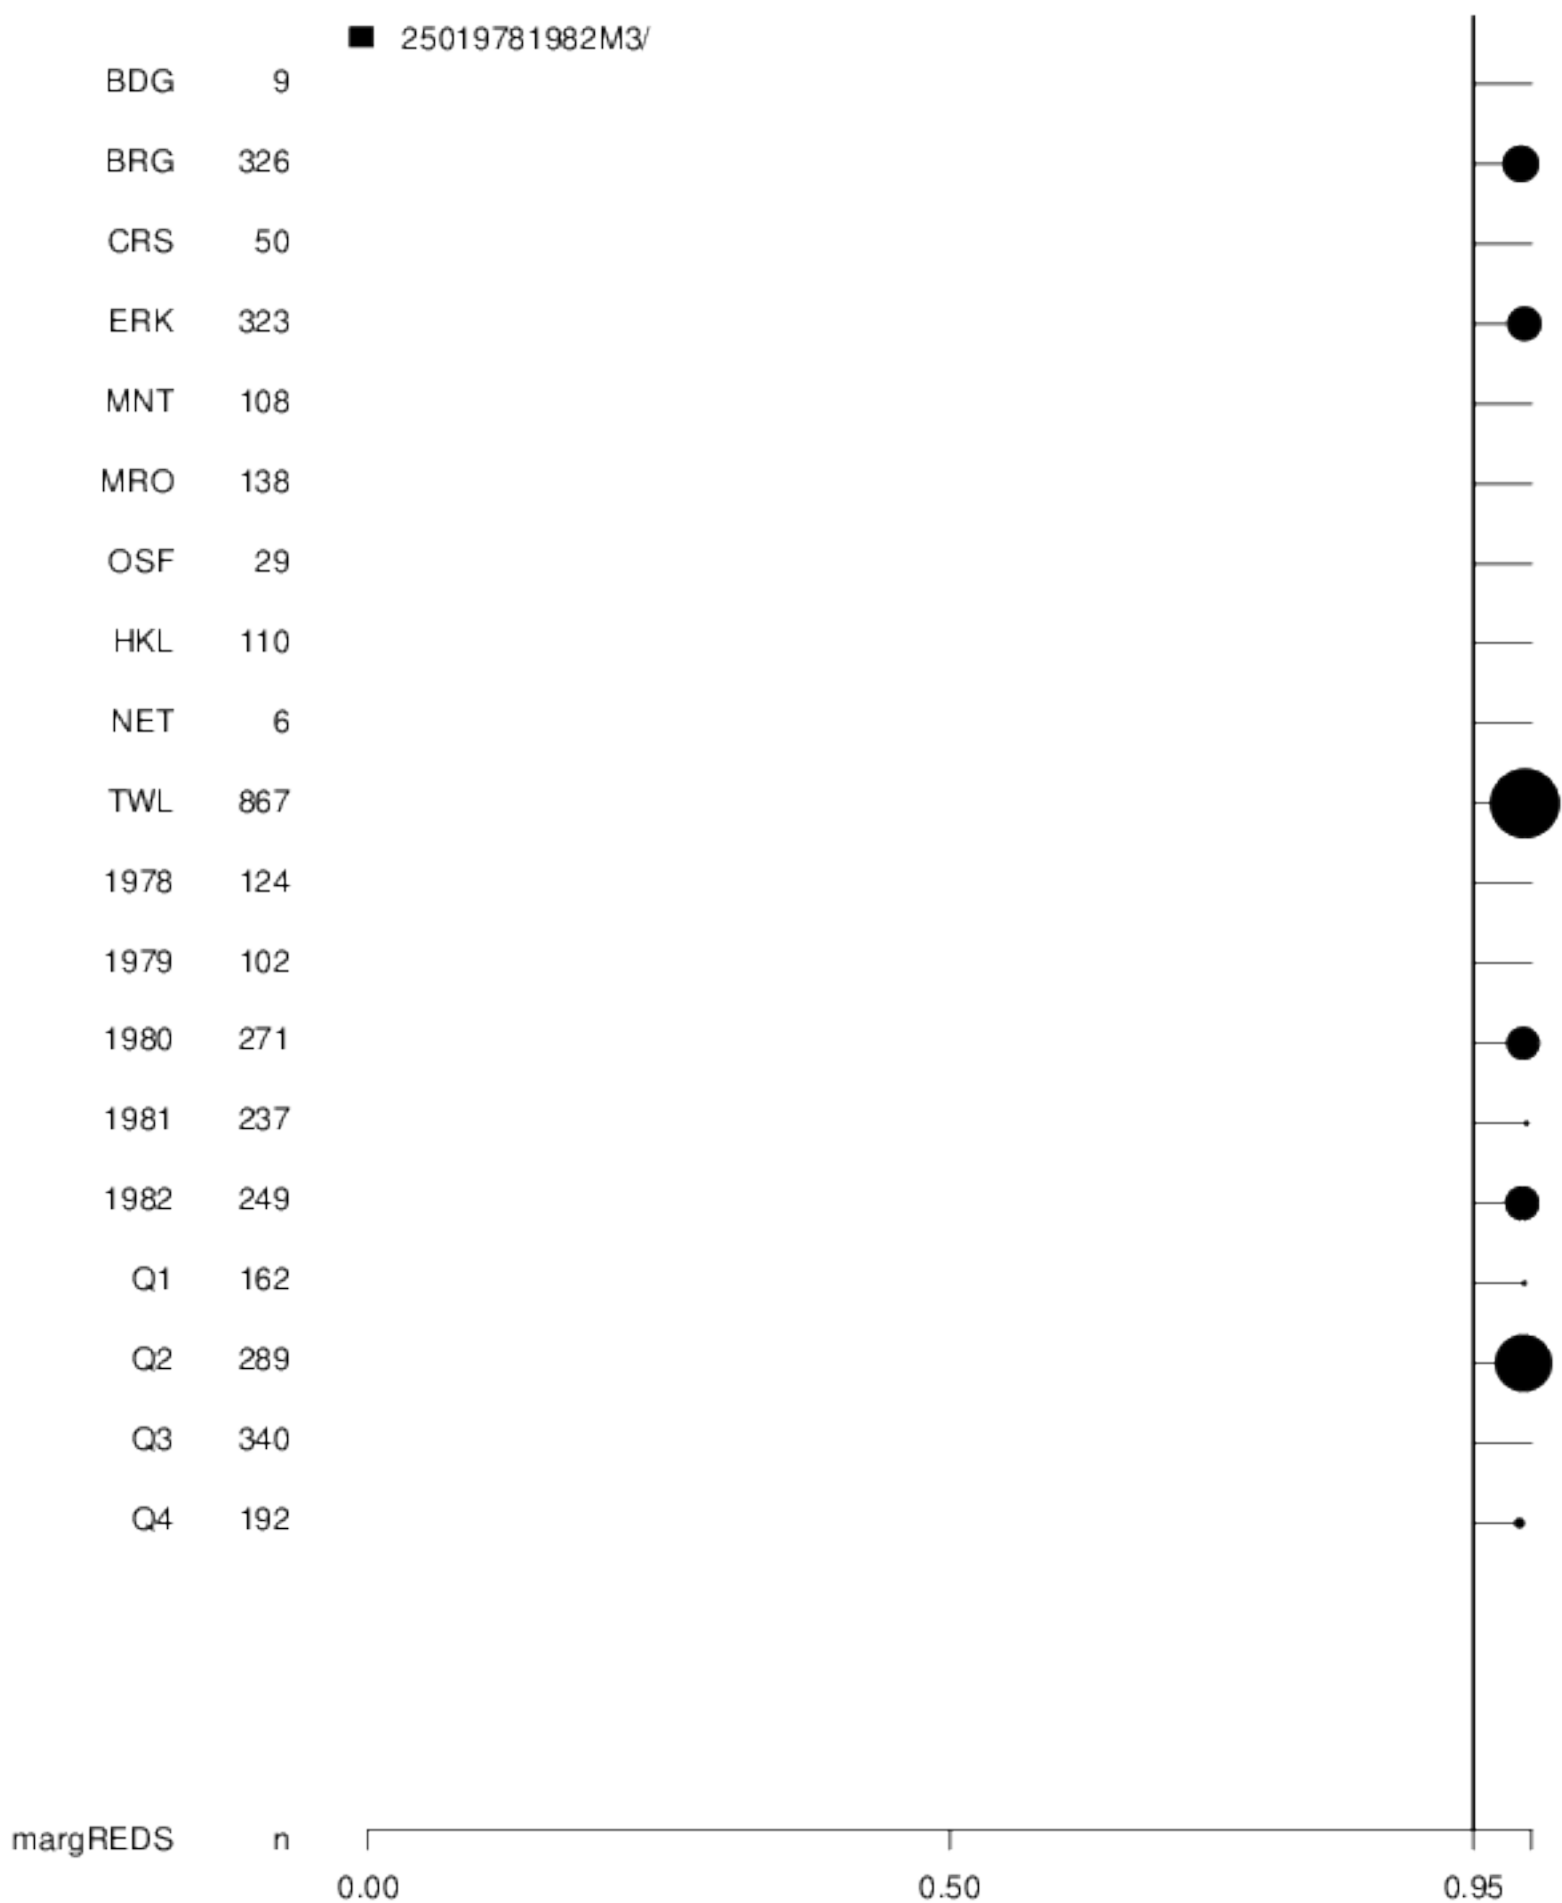 25019781982M3/
BDG 9
BRG 326
CRS 50
ERK 323
MNT 108
MRO 138
OSF 29
HKL 110
NET 6
TWL 867
1978 124
1979 102
1980 271
1981 237
1982 249
Q1 162
Q2 289
Q3 340
Q4 192
margREDS n
0.00 0.50 0.95